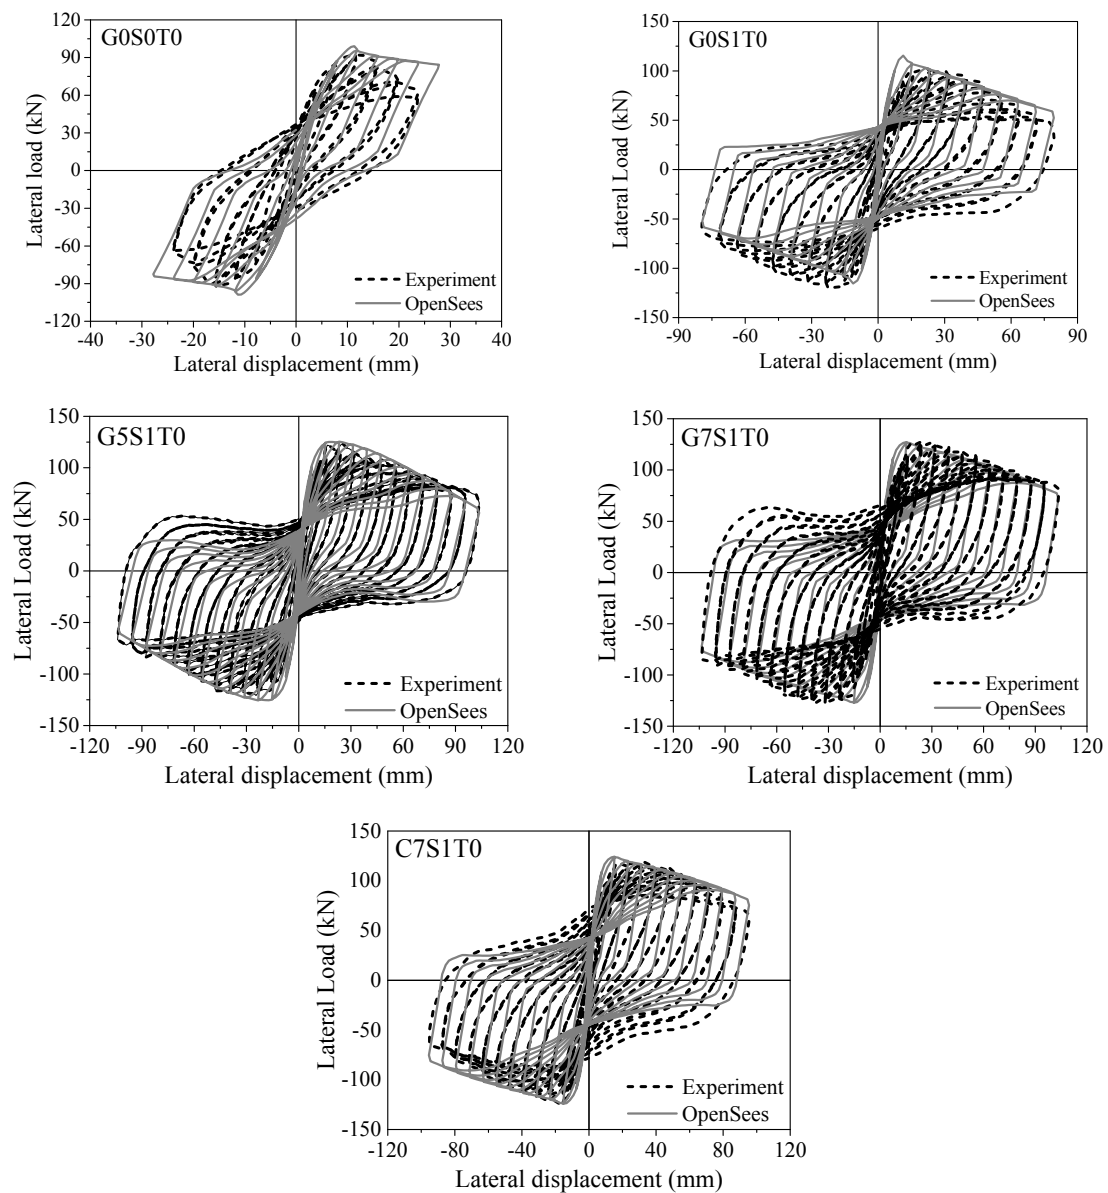 G0S0T0
120
90
60
30
0
-30
-60
-90
-120
Lateral load (kN)
Experiment
OpenSees
-40 -30 -20 -10 0 10 20 30 40
Lateral displacement (mm)
G0S1T0
150
100
50
0
-50
-100
-150
Lateral Load (kN)
Experiment
OpenSees
-90 -60 -30 0 30 60 90
Lateral displacement (mm)
G5S1T0
150
100
50
0
-50
-100
-150
Lateral Load (kN)
Experiment
OpenSees
-120 -90 -60 -30 0 30 60 90 120
Lateral displacement (mm)
G7S1T0
150
100
50
0
-50
-100
-150
Lateral Load (kN)
Experiment
OpenSees
-120 -90 -60 -30 0 30 60 90 120
Lateral displacement (mm)
C7S1T0
150
100
50
0
-50
-100
-150
Lateral Load (kN)
Experiment
OpenSees
-120 -80 -40 0 40 80 120
Lateral displacement (mm)